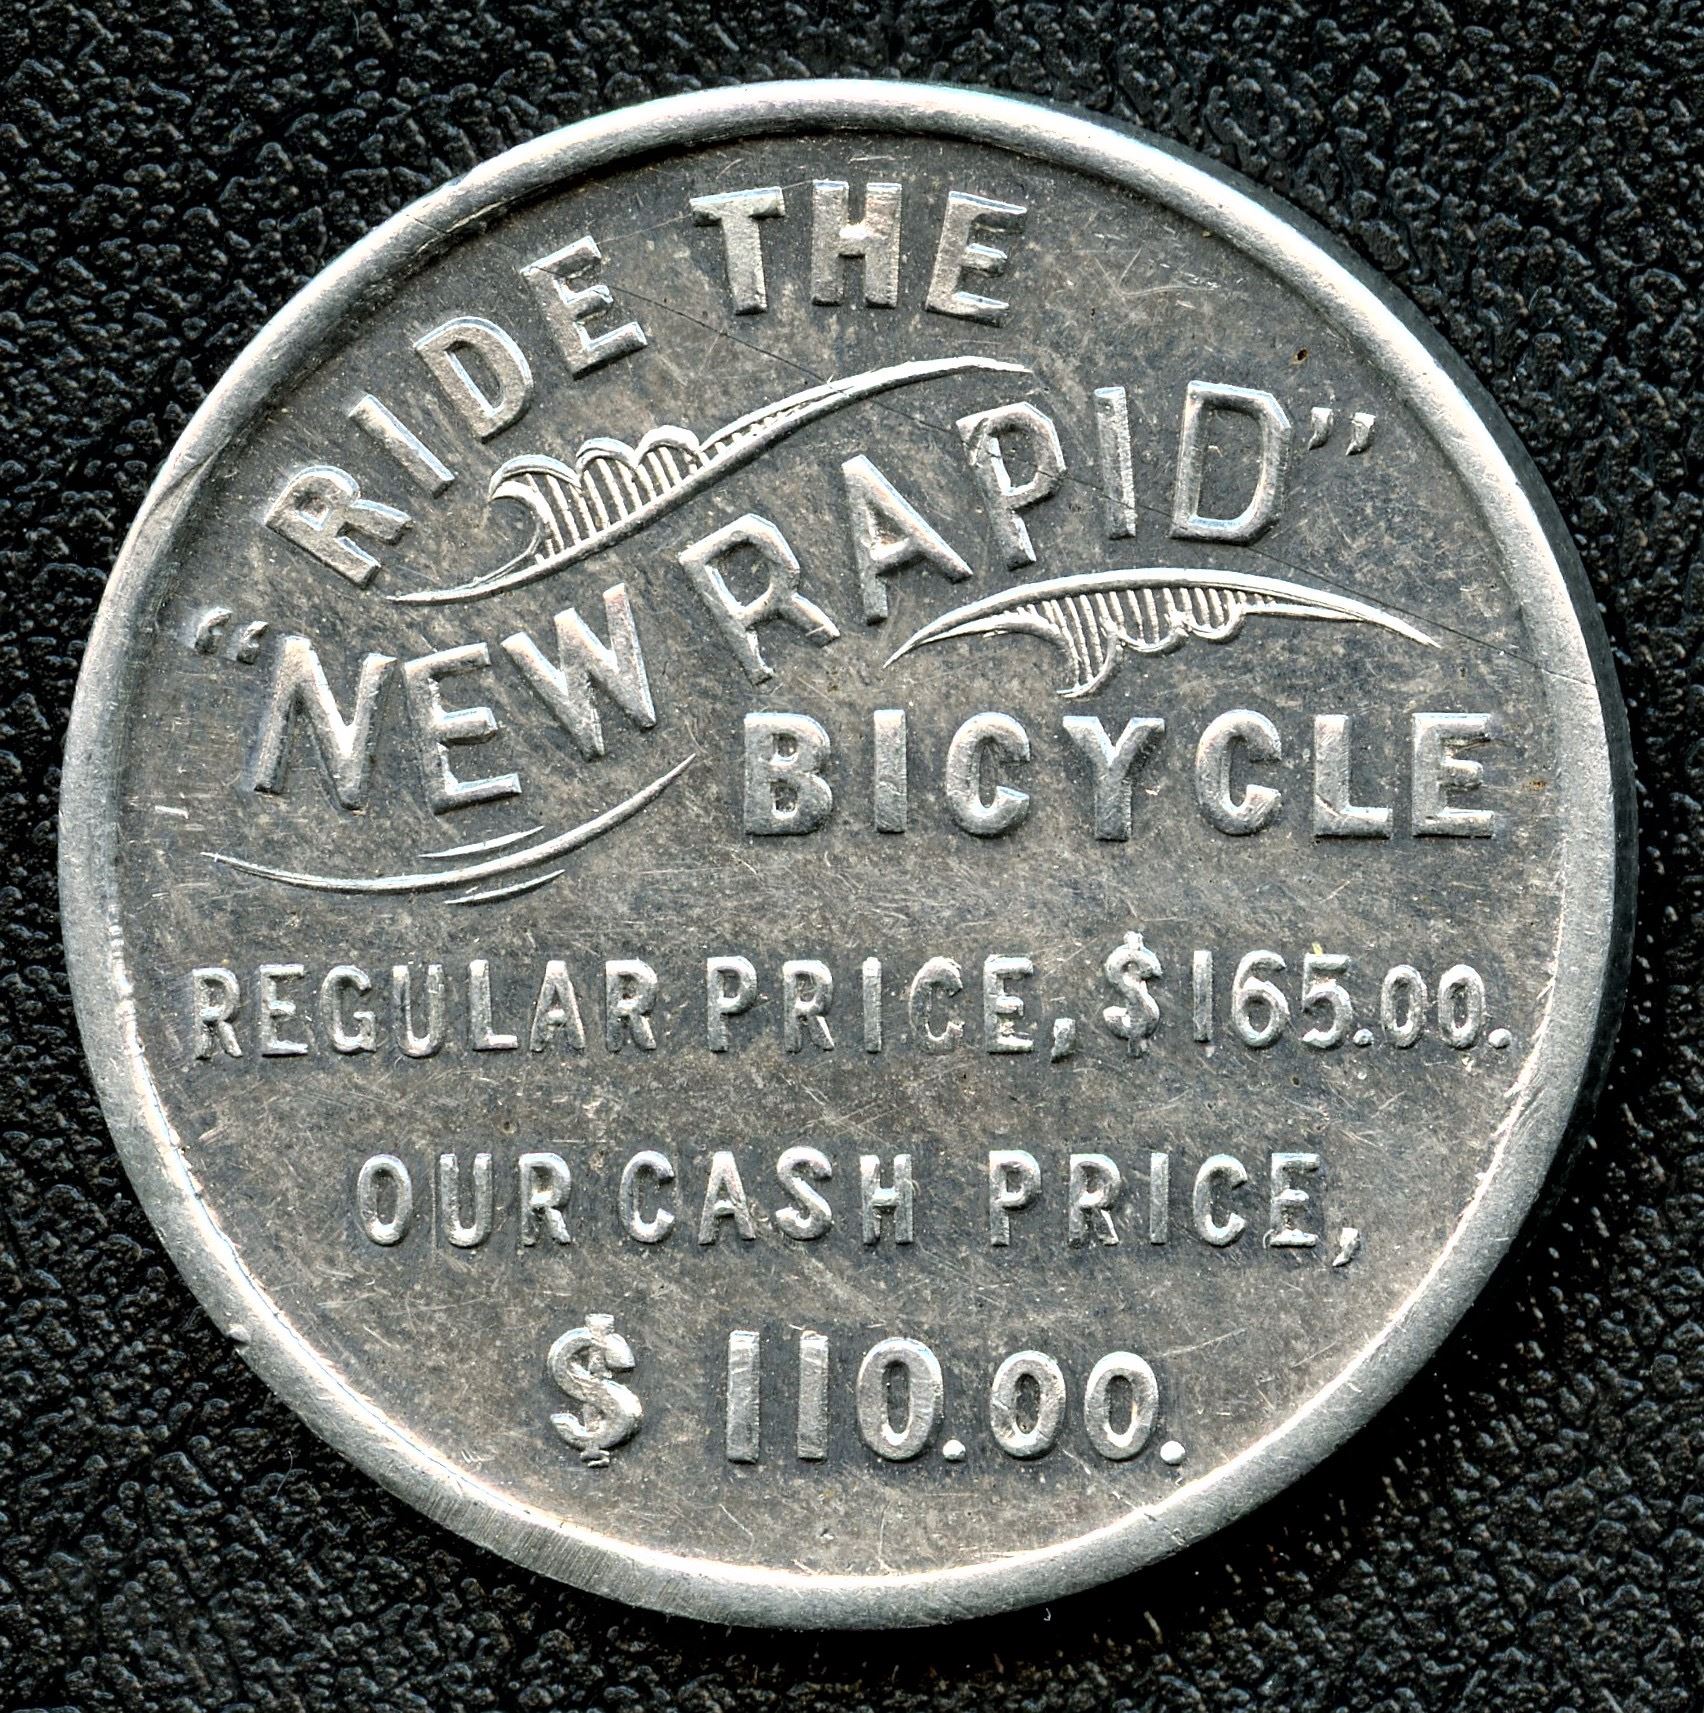 RIDE THE
"NEW RAPID"
BICYCLE
REGULAR PRICE, $165.00.
OUR CASH PRICE,
$ 110.00.